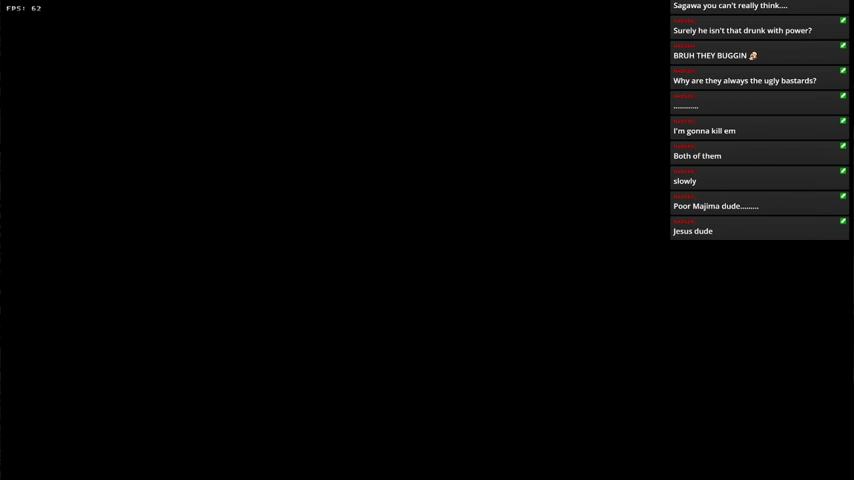 FPS: 62
Sagawa you can't really think....
Surely he isn't that drunk with power?
BRUH THEY BUGGIN
Why are they always the ugly bastards?
............
I'm gonna kill em
Both of them
slowly
Poor Majima dude.........
Jesus dude